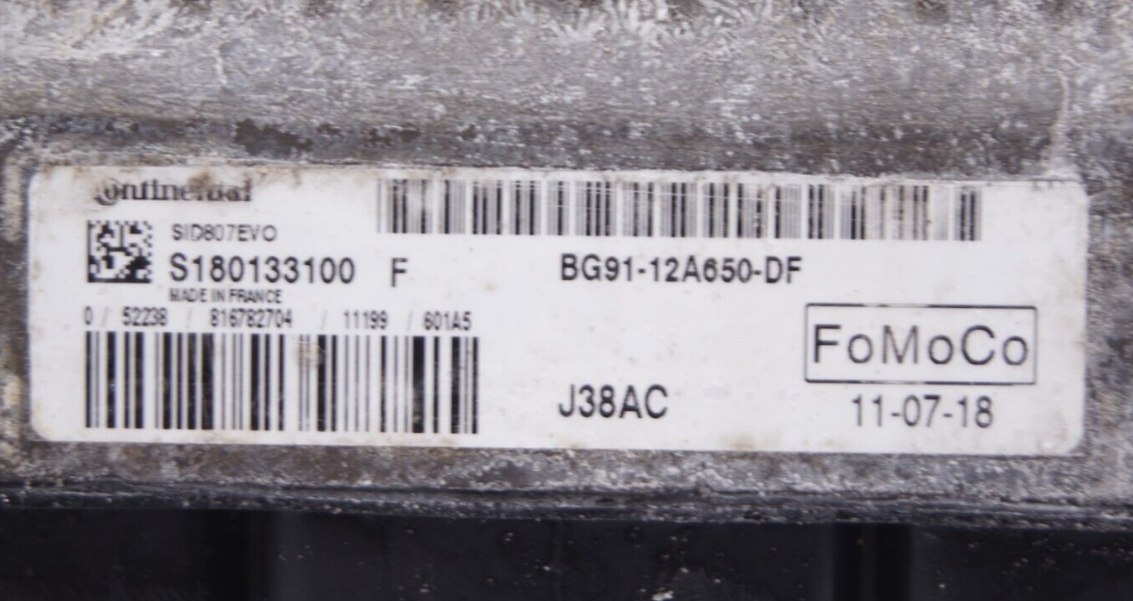 Continental
SID807EVO
S180133100 F
MADE IN FRANCE
0 / 52238 / 816782704 / 11199 / 601A5
BG91-12A650-DF
FoMoCo
J38AC
11-07-18